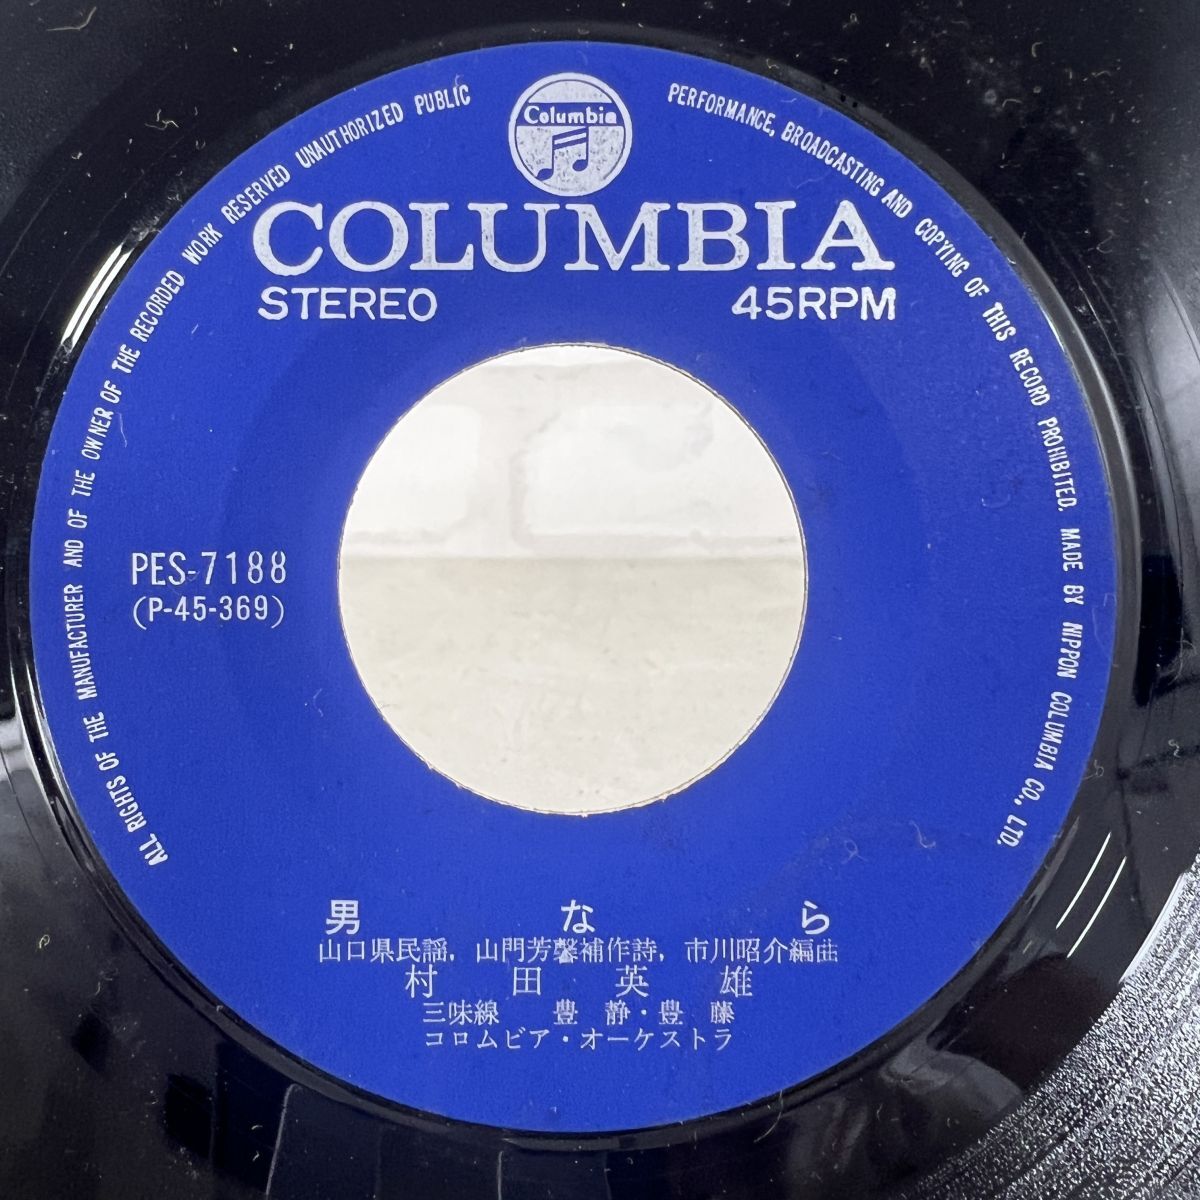 Columbia
COLUMBIA
STEREO 45RPM
ALL RIGHTS OF THE MANUFACTURER AND OF THE OWNER OF THE RECORDED WORK RESERVED UNAUTHORIZED PUBLIC PERFORMANCE, BROADCASTING AND COPYING OF THIS RECORD PROHIBITED. MADE BY NIPPON COLUMBIA CO., LTD.
PES-7188
(P-45-369)
男なら
山口県民謡, 山門芳馨補作詩, 市川昭介編曲
村田英雄
三味線 豊静・豊藤
コロムビア・オーケストラ